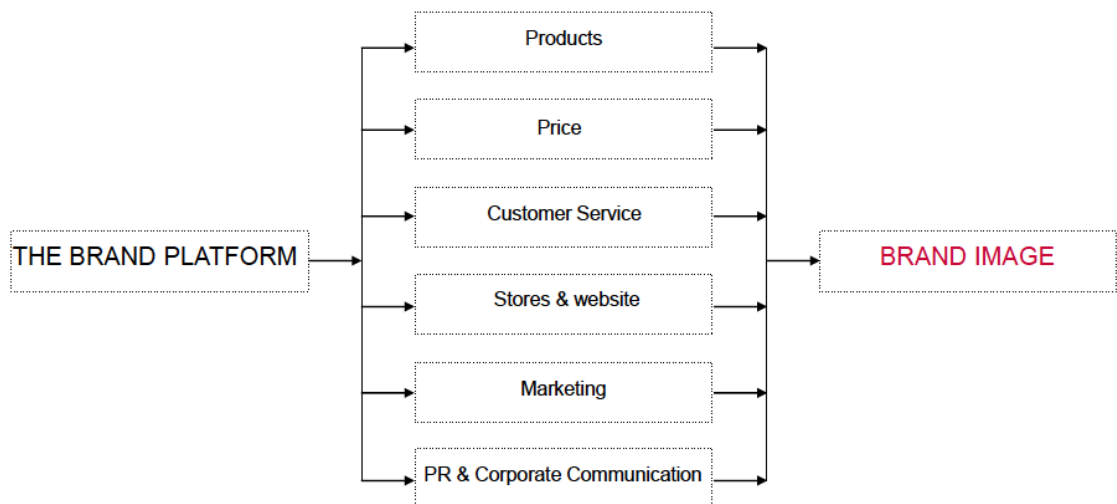 Products
Price
Customer Service
THE BRAND PLATFORM
BRAND IMAGE
Stores & website
Marketing
PR & Corporate Communication